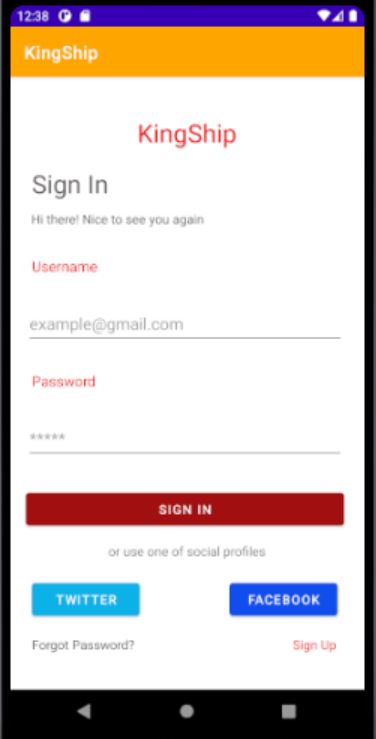 12:38
KingShip
KingShip
Sign In
Hi there! Nice to see you again
Username
example@gmail.com
Password
*****
SIGN IN
or use one of social profiles
TWITTER FACEBOOK
Forgot Password? Sign Up